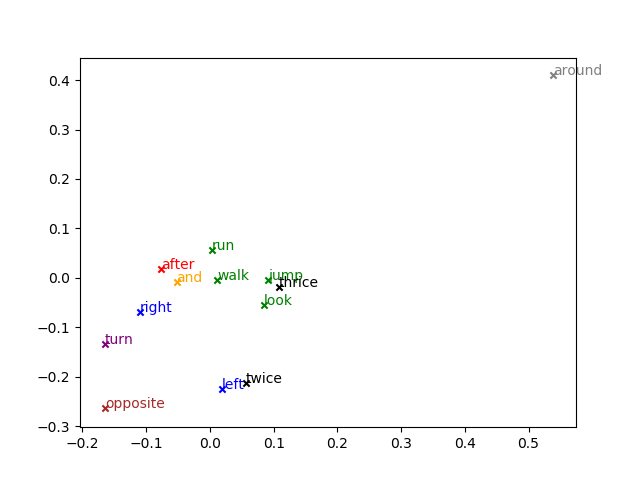 around
0.4
0.3
0.2
0.1
run
after
and
walk
jump
thrice
0.0
look
right
−0.1
turn
left
twice
−0.2
opposite
−0.3
−0.2 −0.1 0.0 0.1 0.2 0.3 0.4 0.5